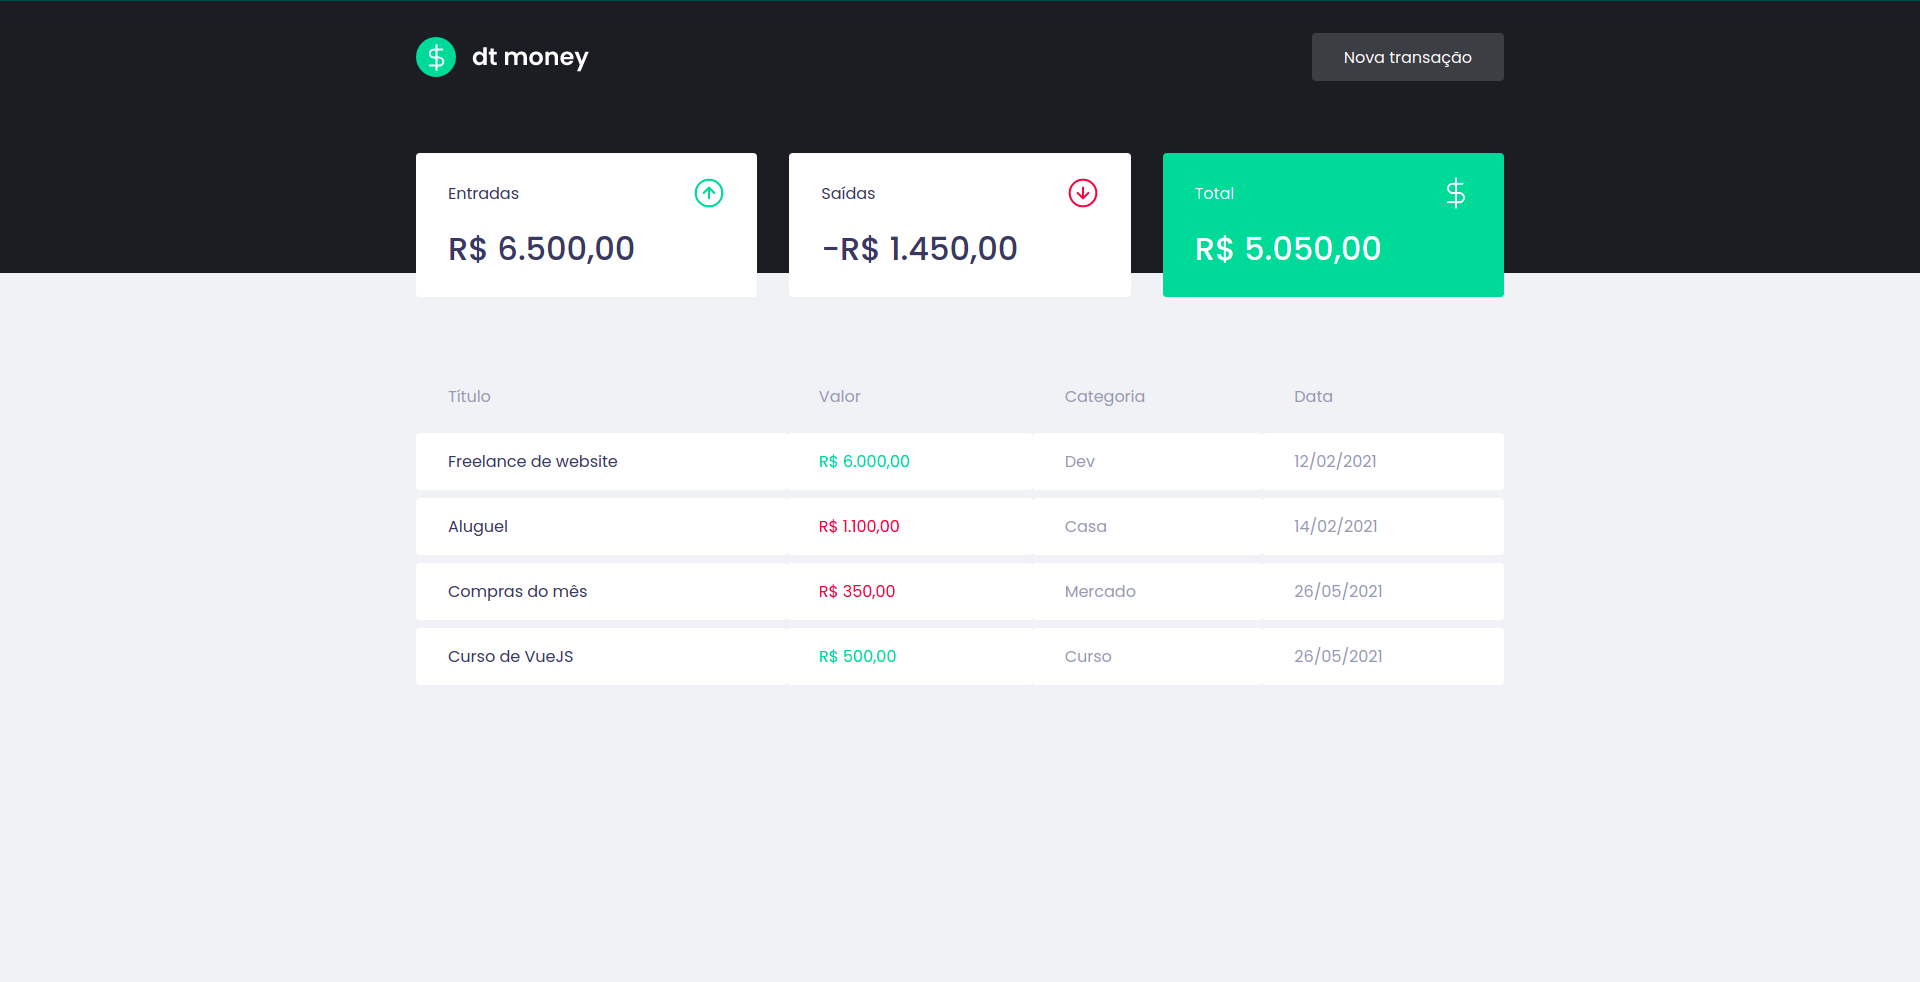 dt money
Nova transação
Entradas
R$ 6.500,00
Saídas
-R$ 1.450,00
Total
R$ 5.050,00
Título Valor Categoria Data
Freelance de website R$ 6.000,00 Dev 12/02/2021
Aluguel R$ 1.100,00 Casa 14/02/2021
Compras do mês R$ 350,00 Mercado 26/05/2021
Curso de VueJS R$ 500,00 Curso 26/05/2021